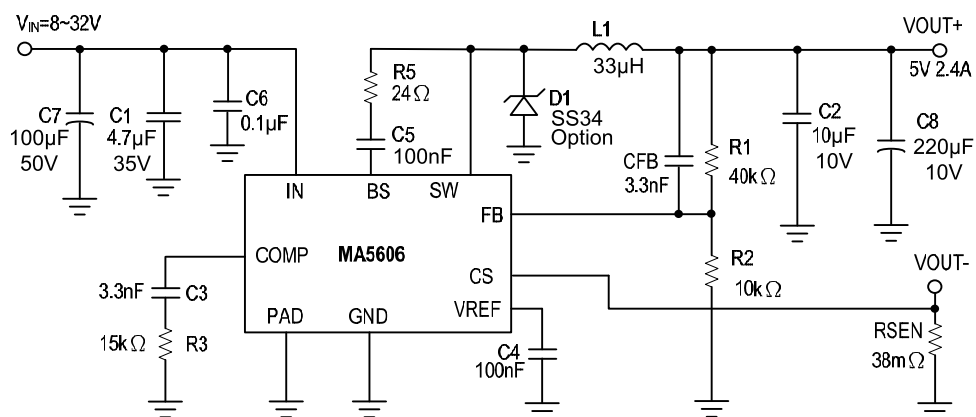 VIN=8~32V
VOUT+
5V 2.4A
L1
33µH
R5
24Ω
C5
100nF
D1
SS34
Option
C7
100µF
50V
C1
4.7µF
35V
C6
0.1µF
C2
10µF
10V
C8
220µF
10V
CFB
3.3nF
R1
40kΩ
IN
BS
SW
FB
COMP
MA5606
CS
VREF
PAD
GND
R2
10kΩ
VOUT-
3.3nF
C3
15kΩ
R3
C4
100nF
RSEN
38mΩ